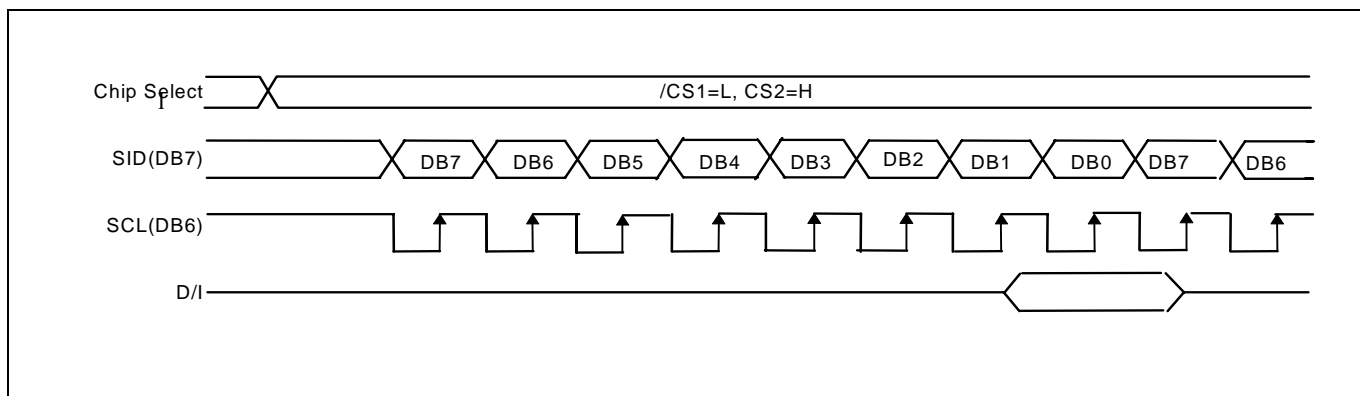 Chip Select
/CS1=L, CS2=H
SID(DB7)
DB7 DB6 DB5 DB4 DB3 DB2 DB1 DB0 DB7 DB6
SCL(DB6)
D/I